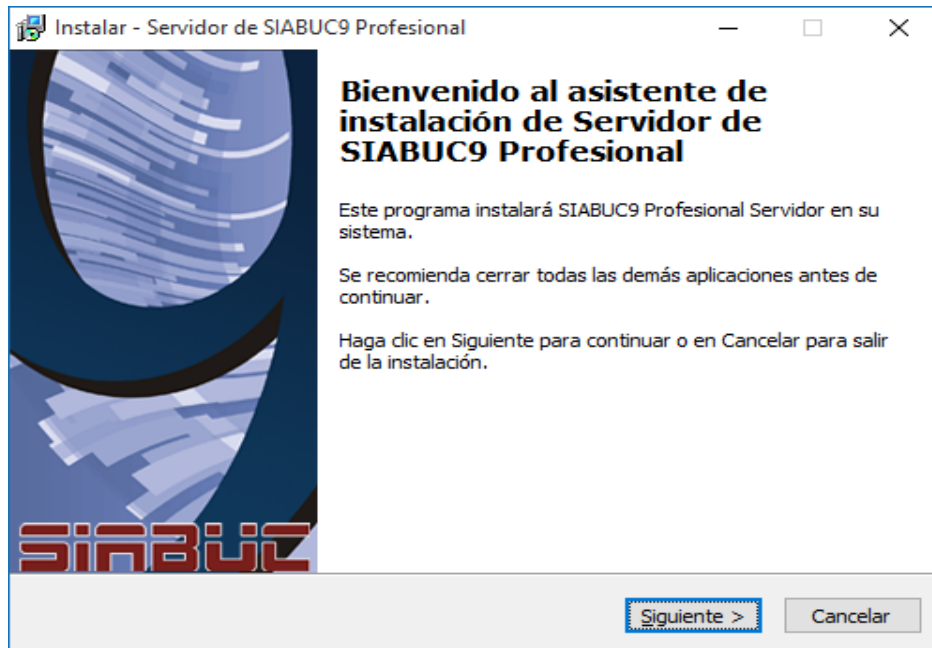 Instalar - Servidor de SIABUC9 Profesional
Bienvenido al asistente de
instalación de Servidor de
SIABUC9 Profesional
Este programa instalará SIABUC9 Profesional Servidor en su
sistema.
Se recomienda cerrar todas las demás aplicaciones antes de
continuar.
Haga clic en Siguiente para continuar o en Cancelar para salir
de la instalación.
SIABUC
Siguiente >
Cancelar